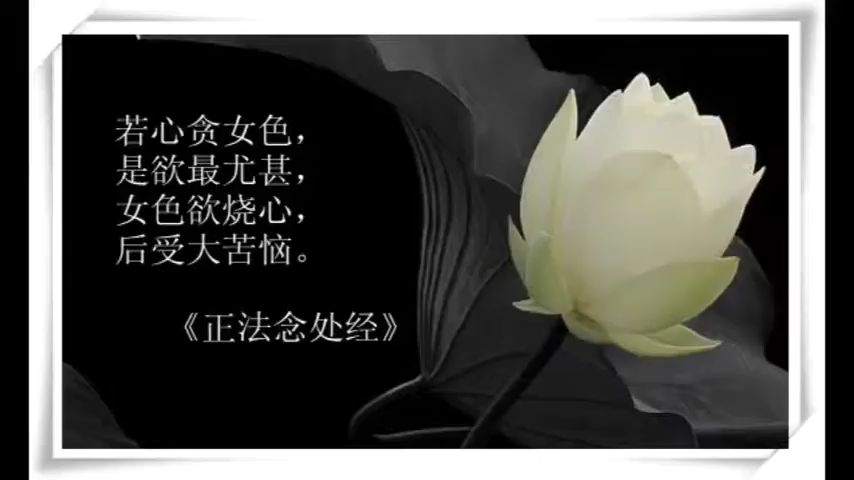 若心贪女色，
是欲最尤甚，
女色欲烧心，
后受大苦恼。
《正法念处经》